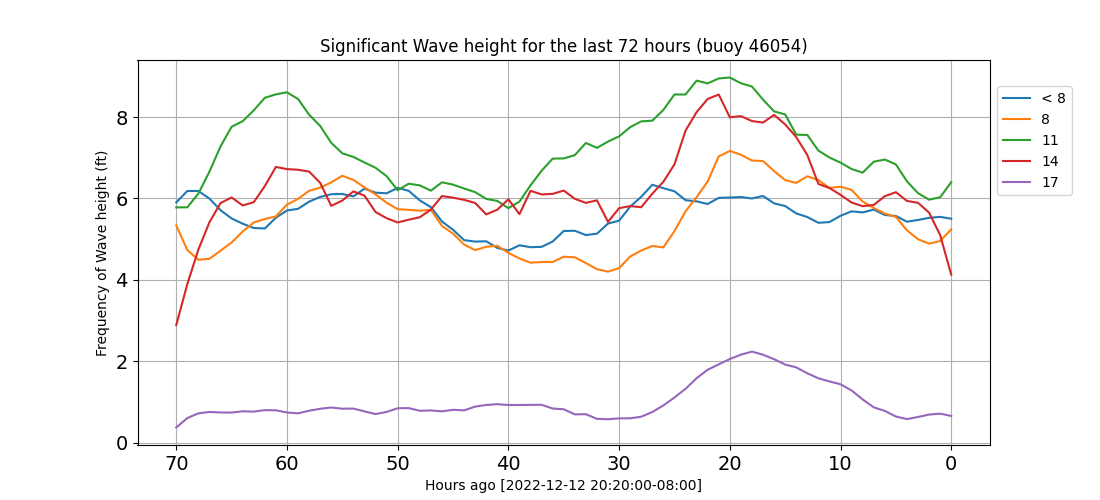 Significant Wave height for the last 72 hours (buoy 46054)
Frequency of Wave height (ft)
8
6
4
2
0
70 60 50 40 30 20 10 0
Hours ago [2022-12-12 20:20:00-08:00]
< 8
8
11
14
17